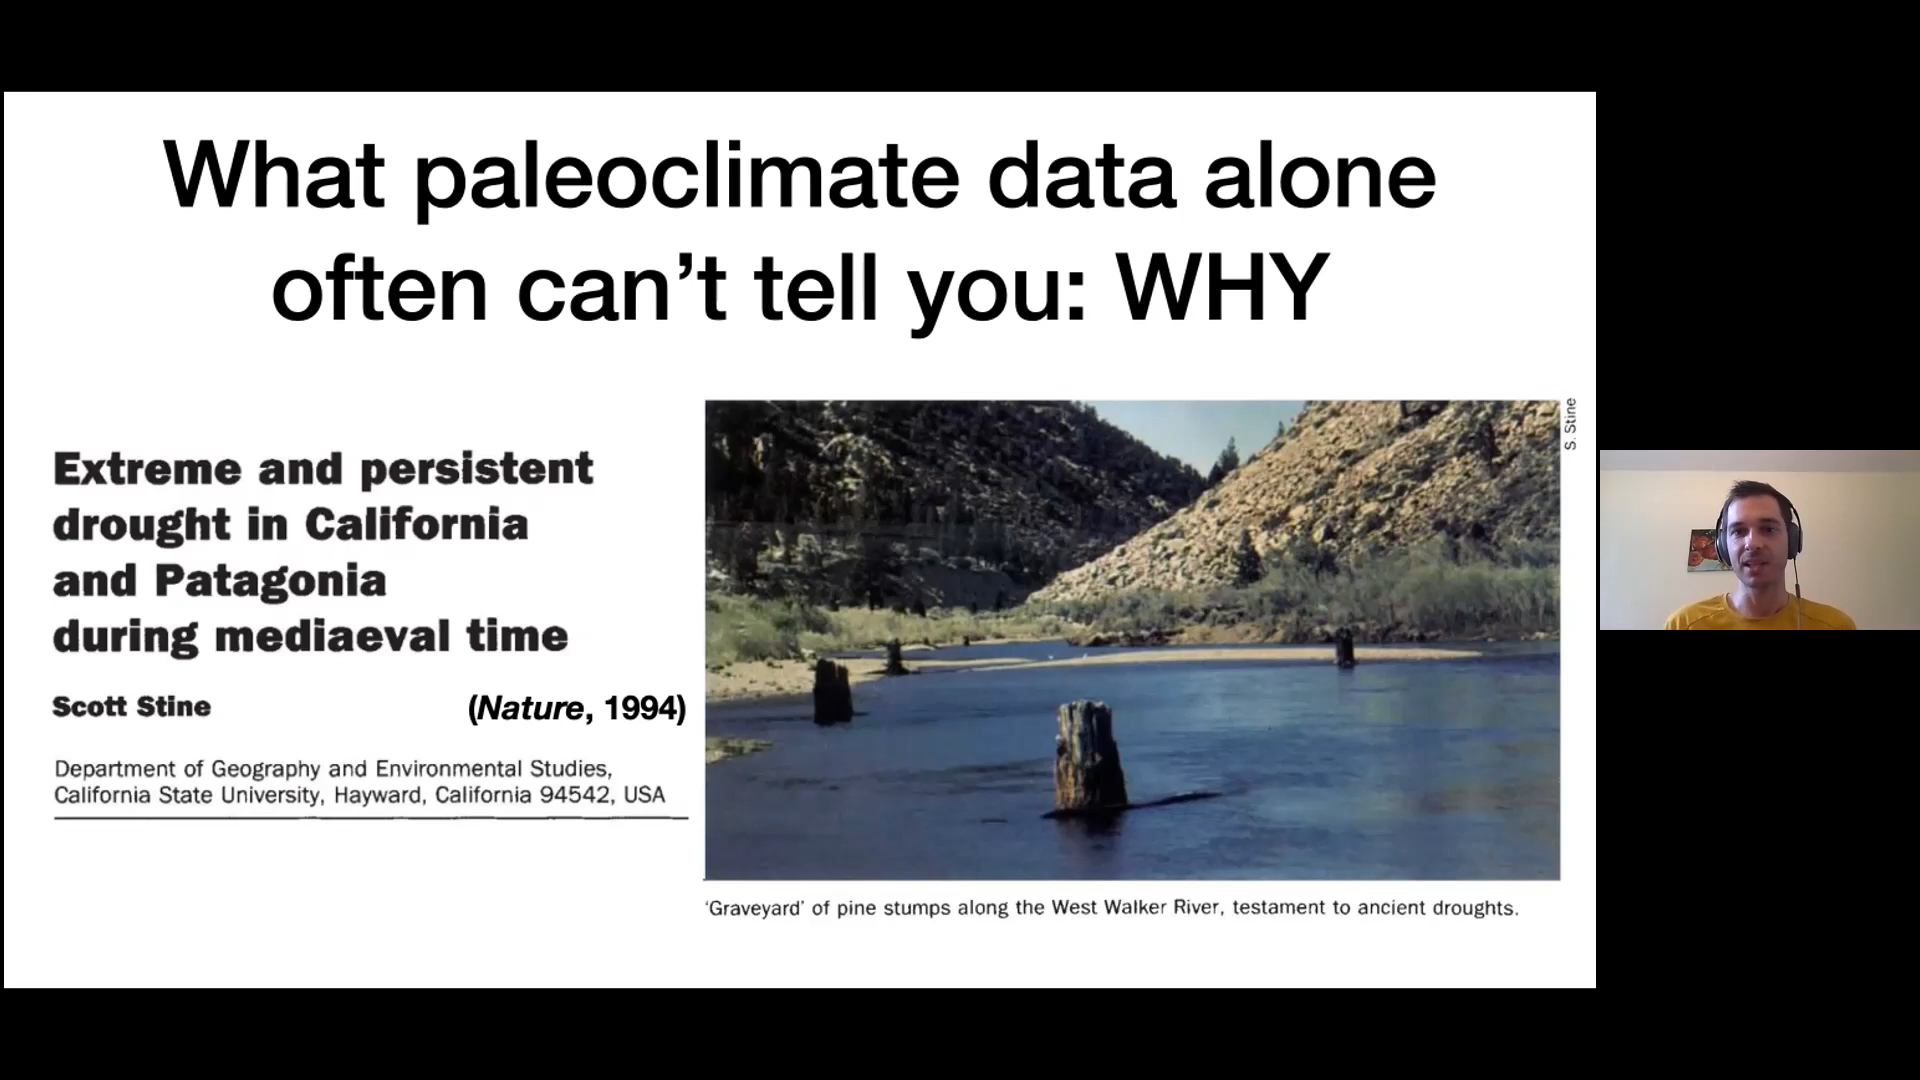 What paleoclimate data alone
often can’t tell you: WHY
Extreme and persistent
drought in California
and Patagonia
during mediaeval time
Scott Stine
(Nature, 1994)
Department of Geography and Environmental Studies,
California State University, Hayward, California 94542, USA
S. Stine
‘Graveyard’ of pine stumps along the West Walker River, testament to ancient droughts.